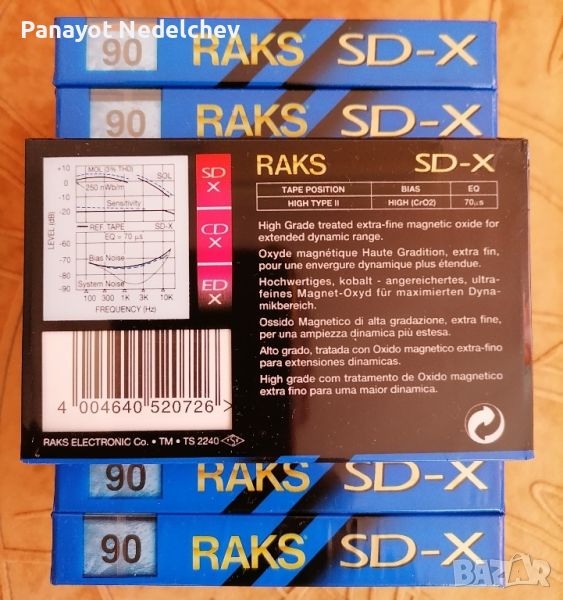 Panayot Nedelchev
90 RAKS SD-X
90 RAKS SD-X
RAKS SD-X
TAPE POSITION BIAS EQ
HIGH TYPE II HIGH (CrO2) 70µs
High Grade treated extra-fine magnetic oxide for
extended dynamic range.
Oxyde magnétique Haute Gradition, extra fin,
pour une envergure dynamique plus étendue.
Hochwertiges, kobalt - angereichertes, ultra-
feines Magnet-Oxyd für maximierten Dyna-
mikbereich.
Ossido Magnetico di alta gradazione, extra fine,
per una ampiezza dinamica più estesa.
Alto grado, tratada con Oxido magnetico extra-fino
para extensiones dinamicas.
High grade com tratamento de Oxido magnetico
extra fino para uma maior dinamica.
SD
X
CD
X
ED
X
LEVEL (dB)
+10
0
-10
-20
-60
-70
-80
-90
MOL (3% THD)
SOL
250 nWb/m
Sensitivity
REF. TAPE SD-X
EQ = 70 µs
Bias Noise
System Noise
100 300 1K 3K 10K
FREQUENCY (Hz)
4 004640 520726 >
RAKS ELECTRONIC Co. • TM • TS 2240
90 RAKS SD-X
90 RAKS SD-X
BAZAR